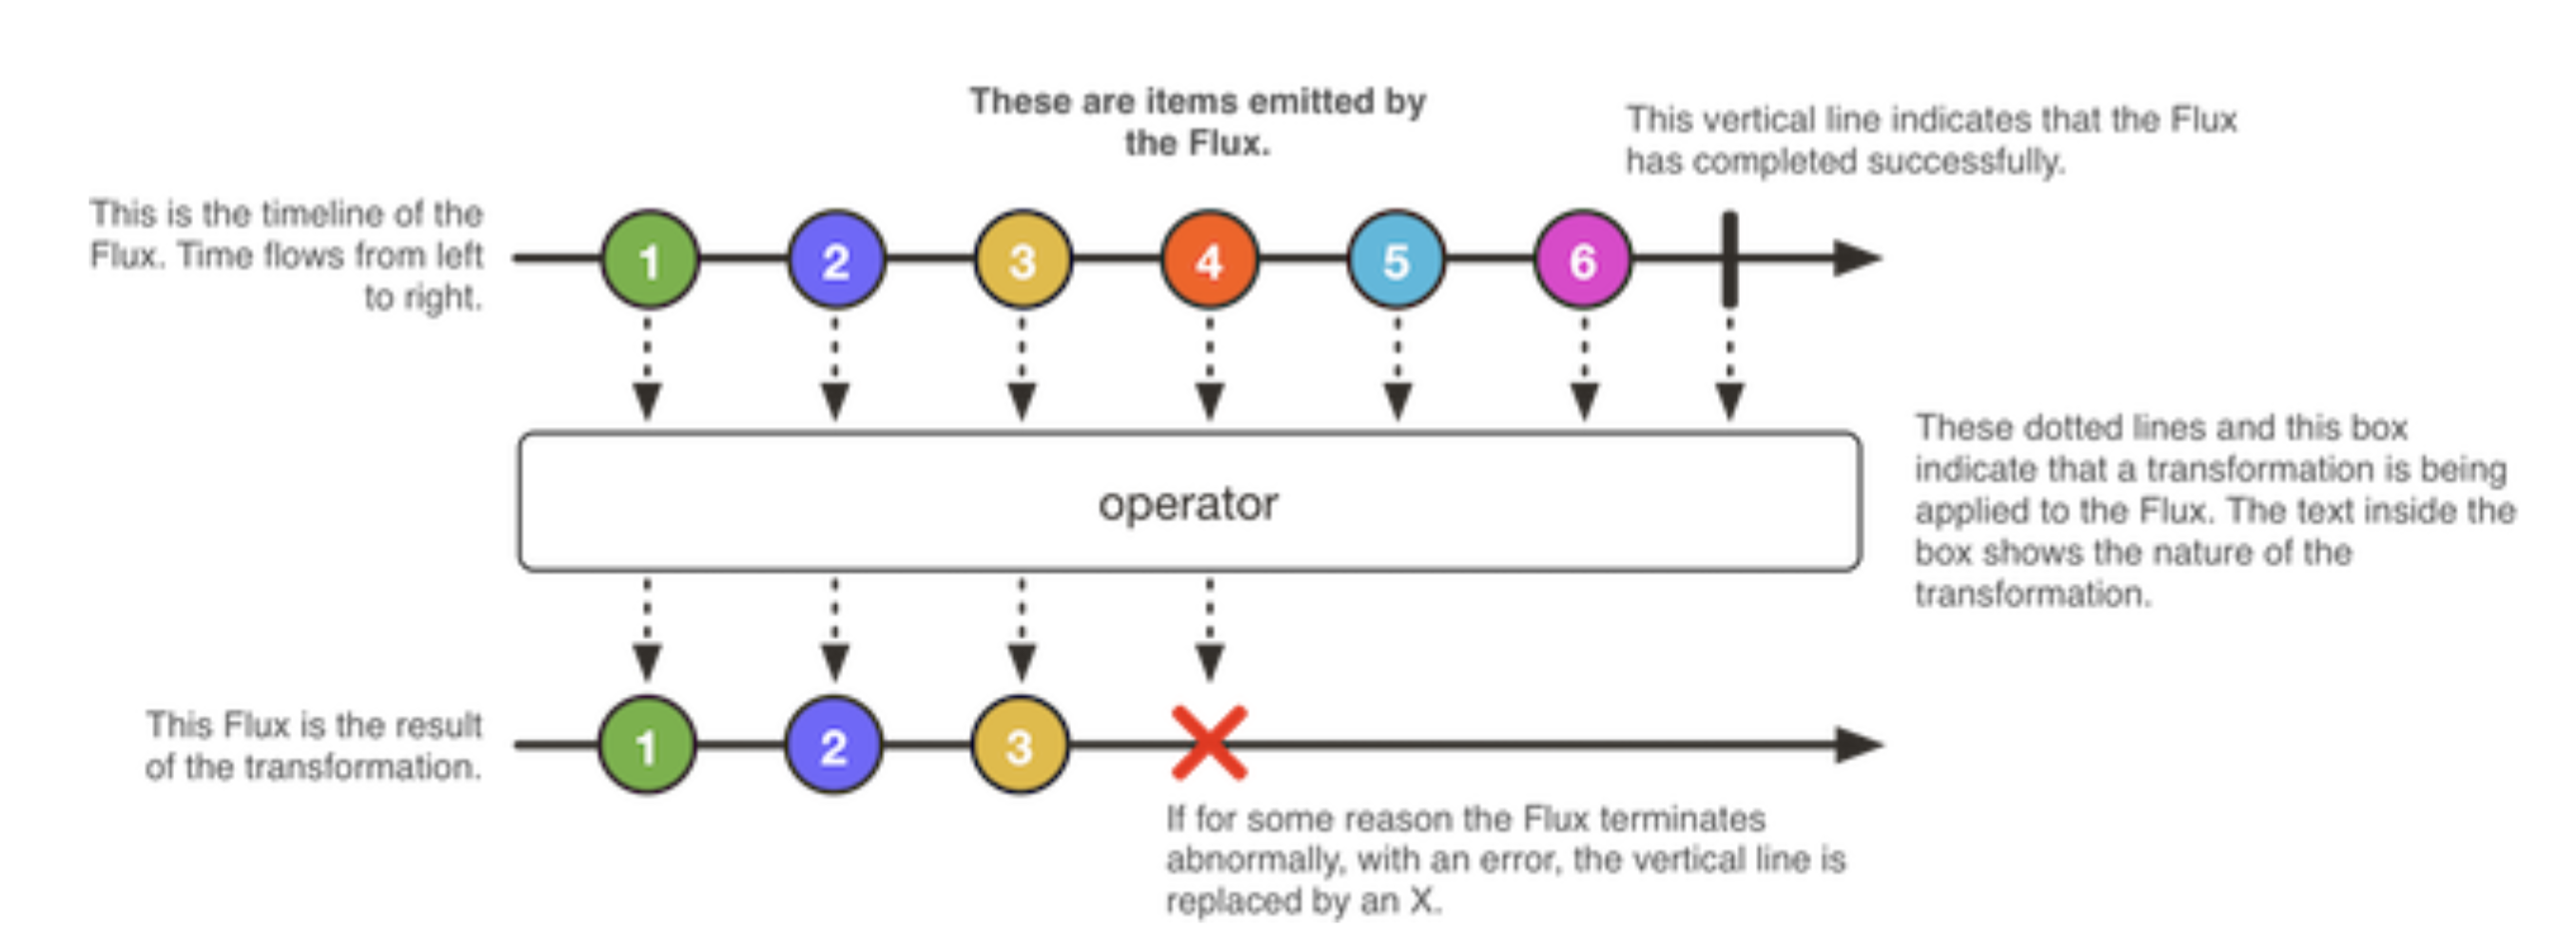 These are items emitted by
the Flux.
This vertical line indicates that the Flux
has completed successfully.
This is the timeline of the
Flux. Time flows from left
to right.
1
2
3
4
5
6
operator
These dotted lines and this box
indicate that a transformation is being
applied to the Flux. The text inside the
box shows the nature of the
transformation.
This Flux is the result
of the transformation.
1
2
3
If for some reason the Flux terminates
abnormally, with an error, the vertical line is
replaced by an X.